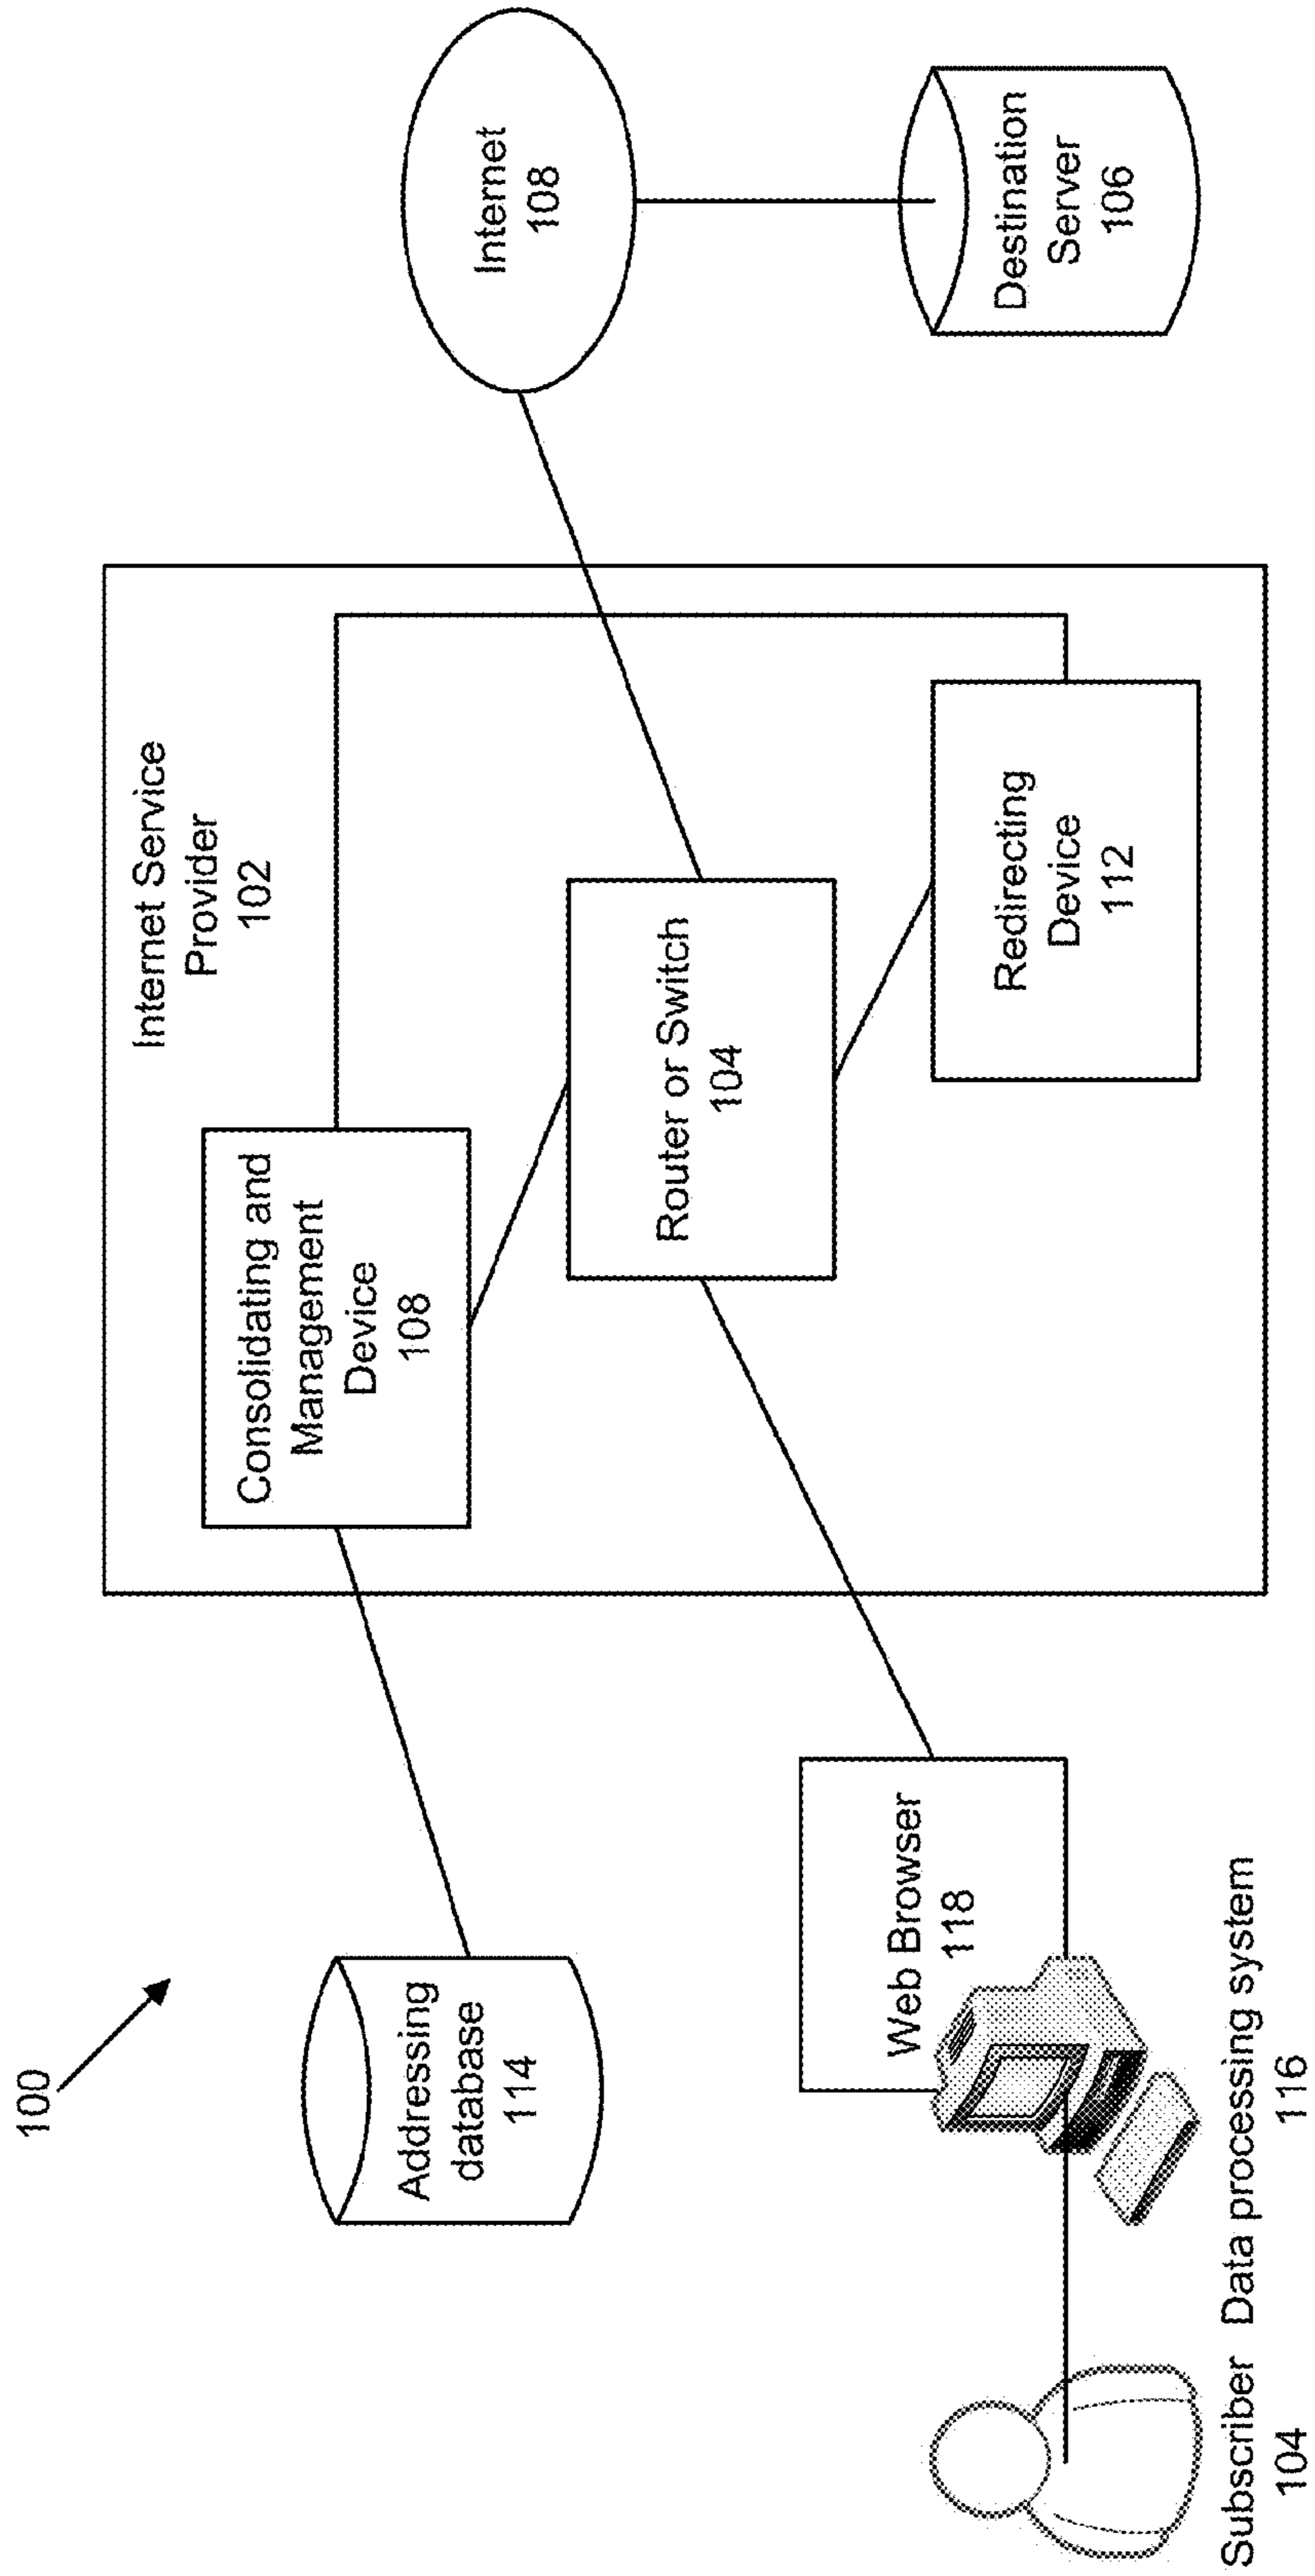 100
Addressing
database
114
Internet Service
Provider
102
Consolidating and
Management
Device
108
Router or Switch
104
Redirecting
Device
112
Internet
108
Destination
Server
106
Web Browser
118
Subscriber
104
Data processing system
116